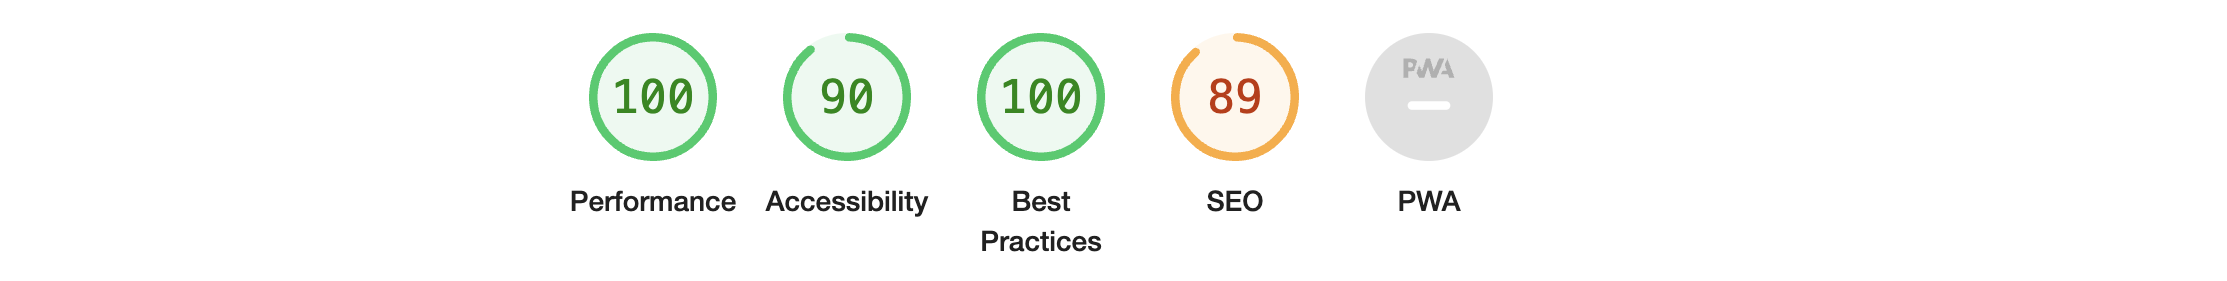 100
90
100
89
PWA
Performance
Accessibility
Best
Practices
SEO
PWA